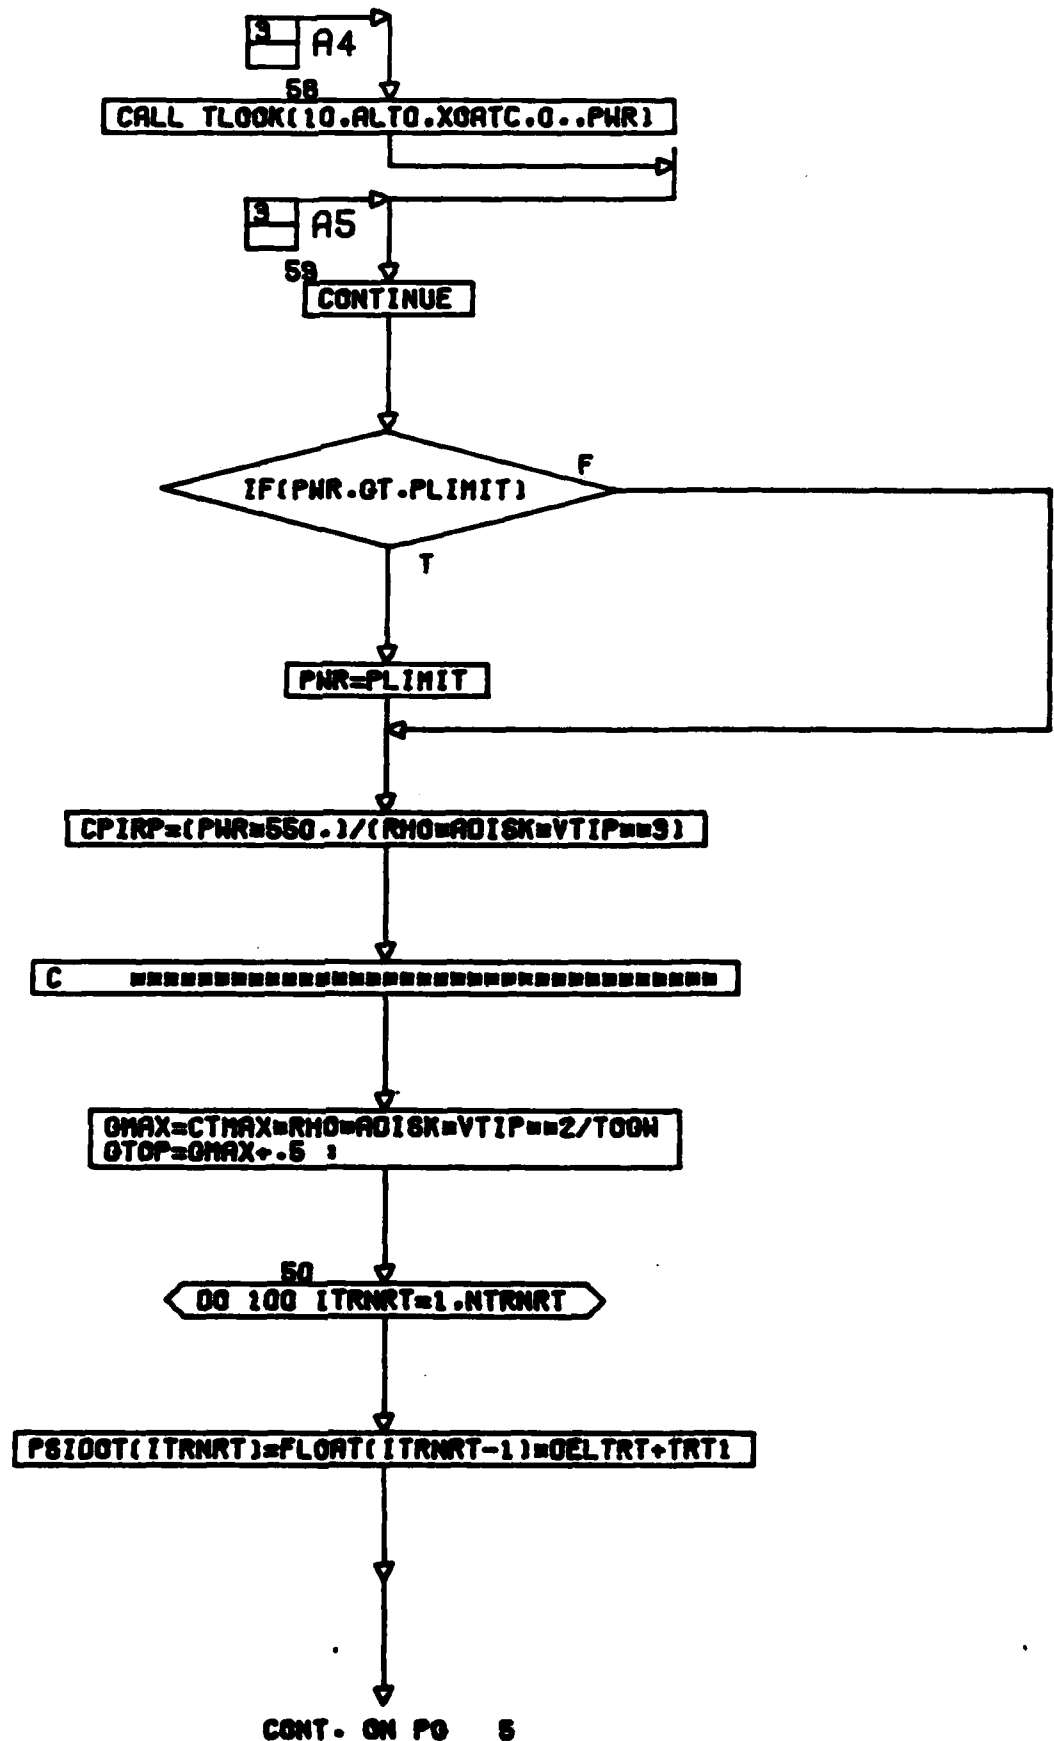 3
A4
58
CALL TLOOK(10,ALTO,XOATC,0.,PWR)
3
A5
59
CONTINUE
IF(PWR.GT.PLIMIT)
F
T
PWR=PLIMIT
CPIRP=(PWR*550.)/(RHO*ADISK*VTIP**3)
C ***********************************
GMAX=CTMAX*RHO*ADISK*VTIP**2/TOGW
GTOP=GMAX+.5 :
50
DO 100 ITRNRT=1,NTRNRT
PSIDOT(ITRNRT)=FLOAT(ITRNRT-1)*DELTRT+TRT1
CONT. ON PG 5